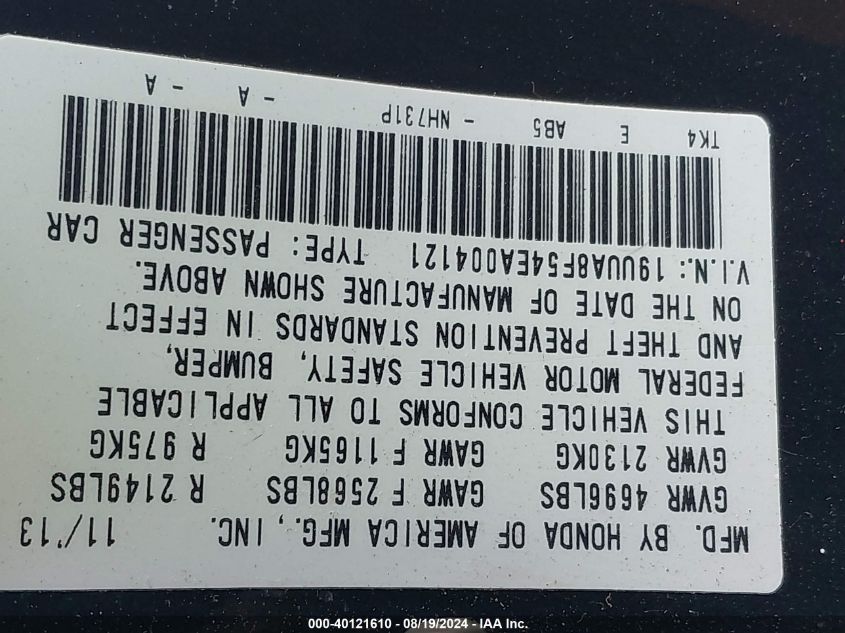 MFD. BY HONDA OF AMERICA MFG., INC. 11/'13
GVWR 4696LBS GAWR F 2568LBS R 2149LBS
GVWR 2130KG GAWR F 1165KG R 975KG
THIS VEHICLE CONFORMS TO ALL APPLICABLE
FEDERAL MOTOR VEHICLE SAFETY, BUMPER,
AND THEFT PREVENTION STANDARDS IN EFFECT
ON THE DATE OF MANUFACTURE SHOWN ABOVE.
V.I.N.: 19UUA8F54EA004121 TYPE: PASSENGER CAR
TK4 E AB5 - NH731P - A - A
000-40121610 - 08/19/2024 - IAA Inc.